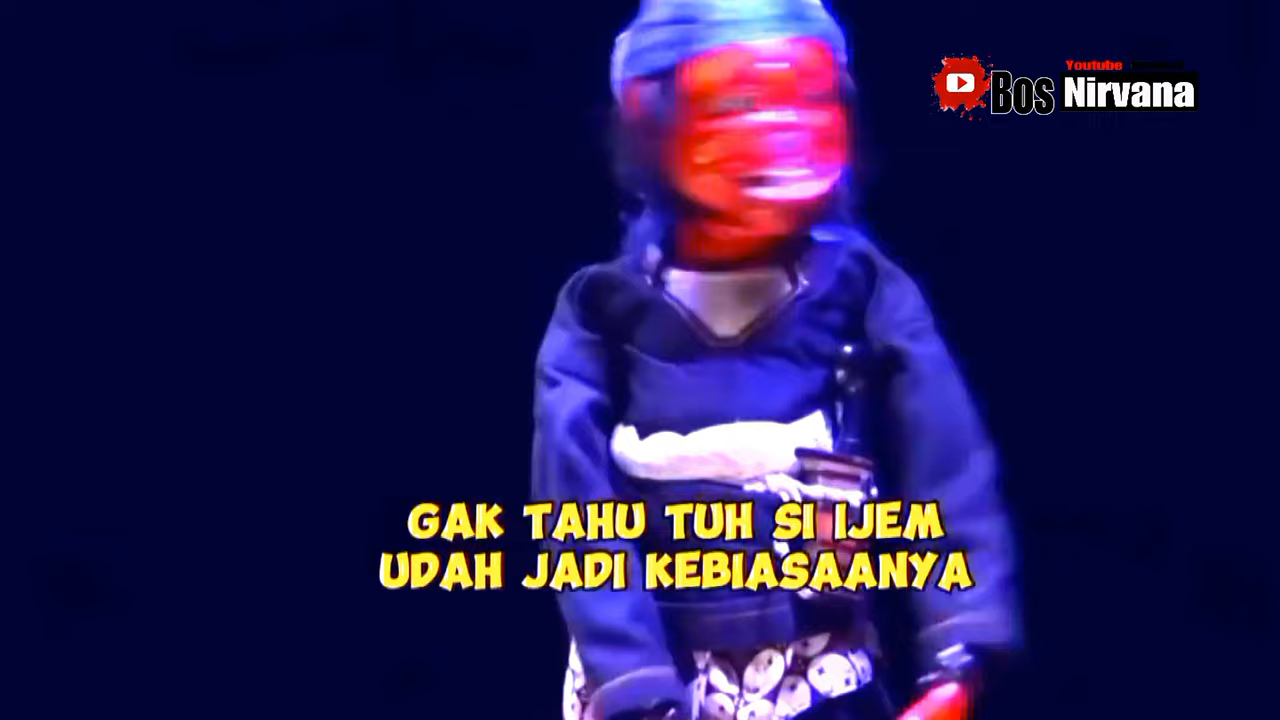 Youtube
Bos Nirvana
GAK TAHU TUH SI IJEM
UDAH JADI KEBIASAANYA